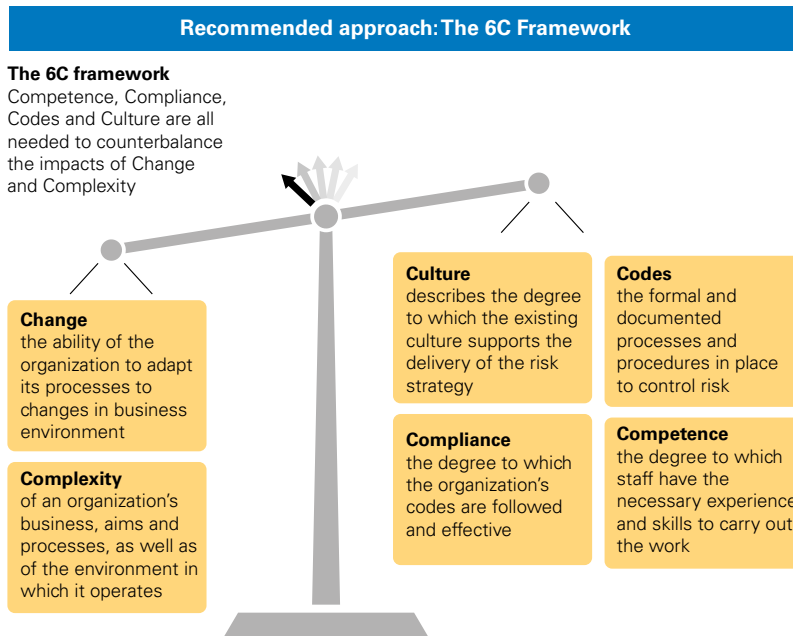 Recommended approach: The 6C Framework
The 6C framework
Competence, Compliance,
Codes and Culture are all
needed to counterbalance
the impacts of Change
and Complexity
Change
the ability of the
organization to adapt
its processes to
changes in business
environment
Complexity
of an organization's
business, aims and
processes, as well as
of the environment in
which it operates
Culture
describes the degree
to which the existing
culture supports the
delivery of the risk
strategy
Compliance
the degree to which
the organization's
codes are followed
and effective
Codes
the formal and
documented
processes and
procedures in place
to control risk
Competence
the degree to which
staff have the
necessary experience
and skills to carry out
the work